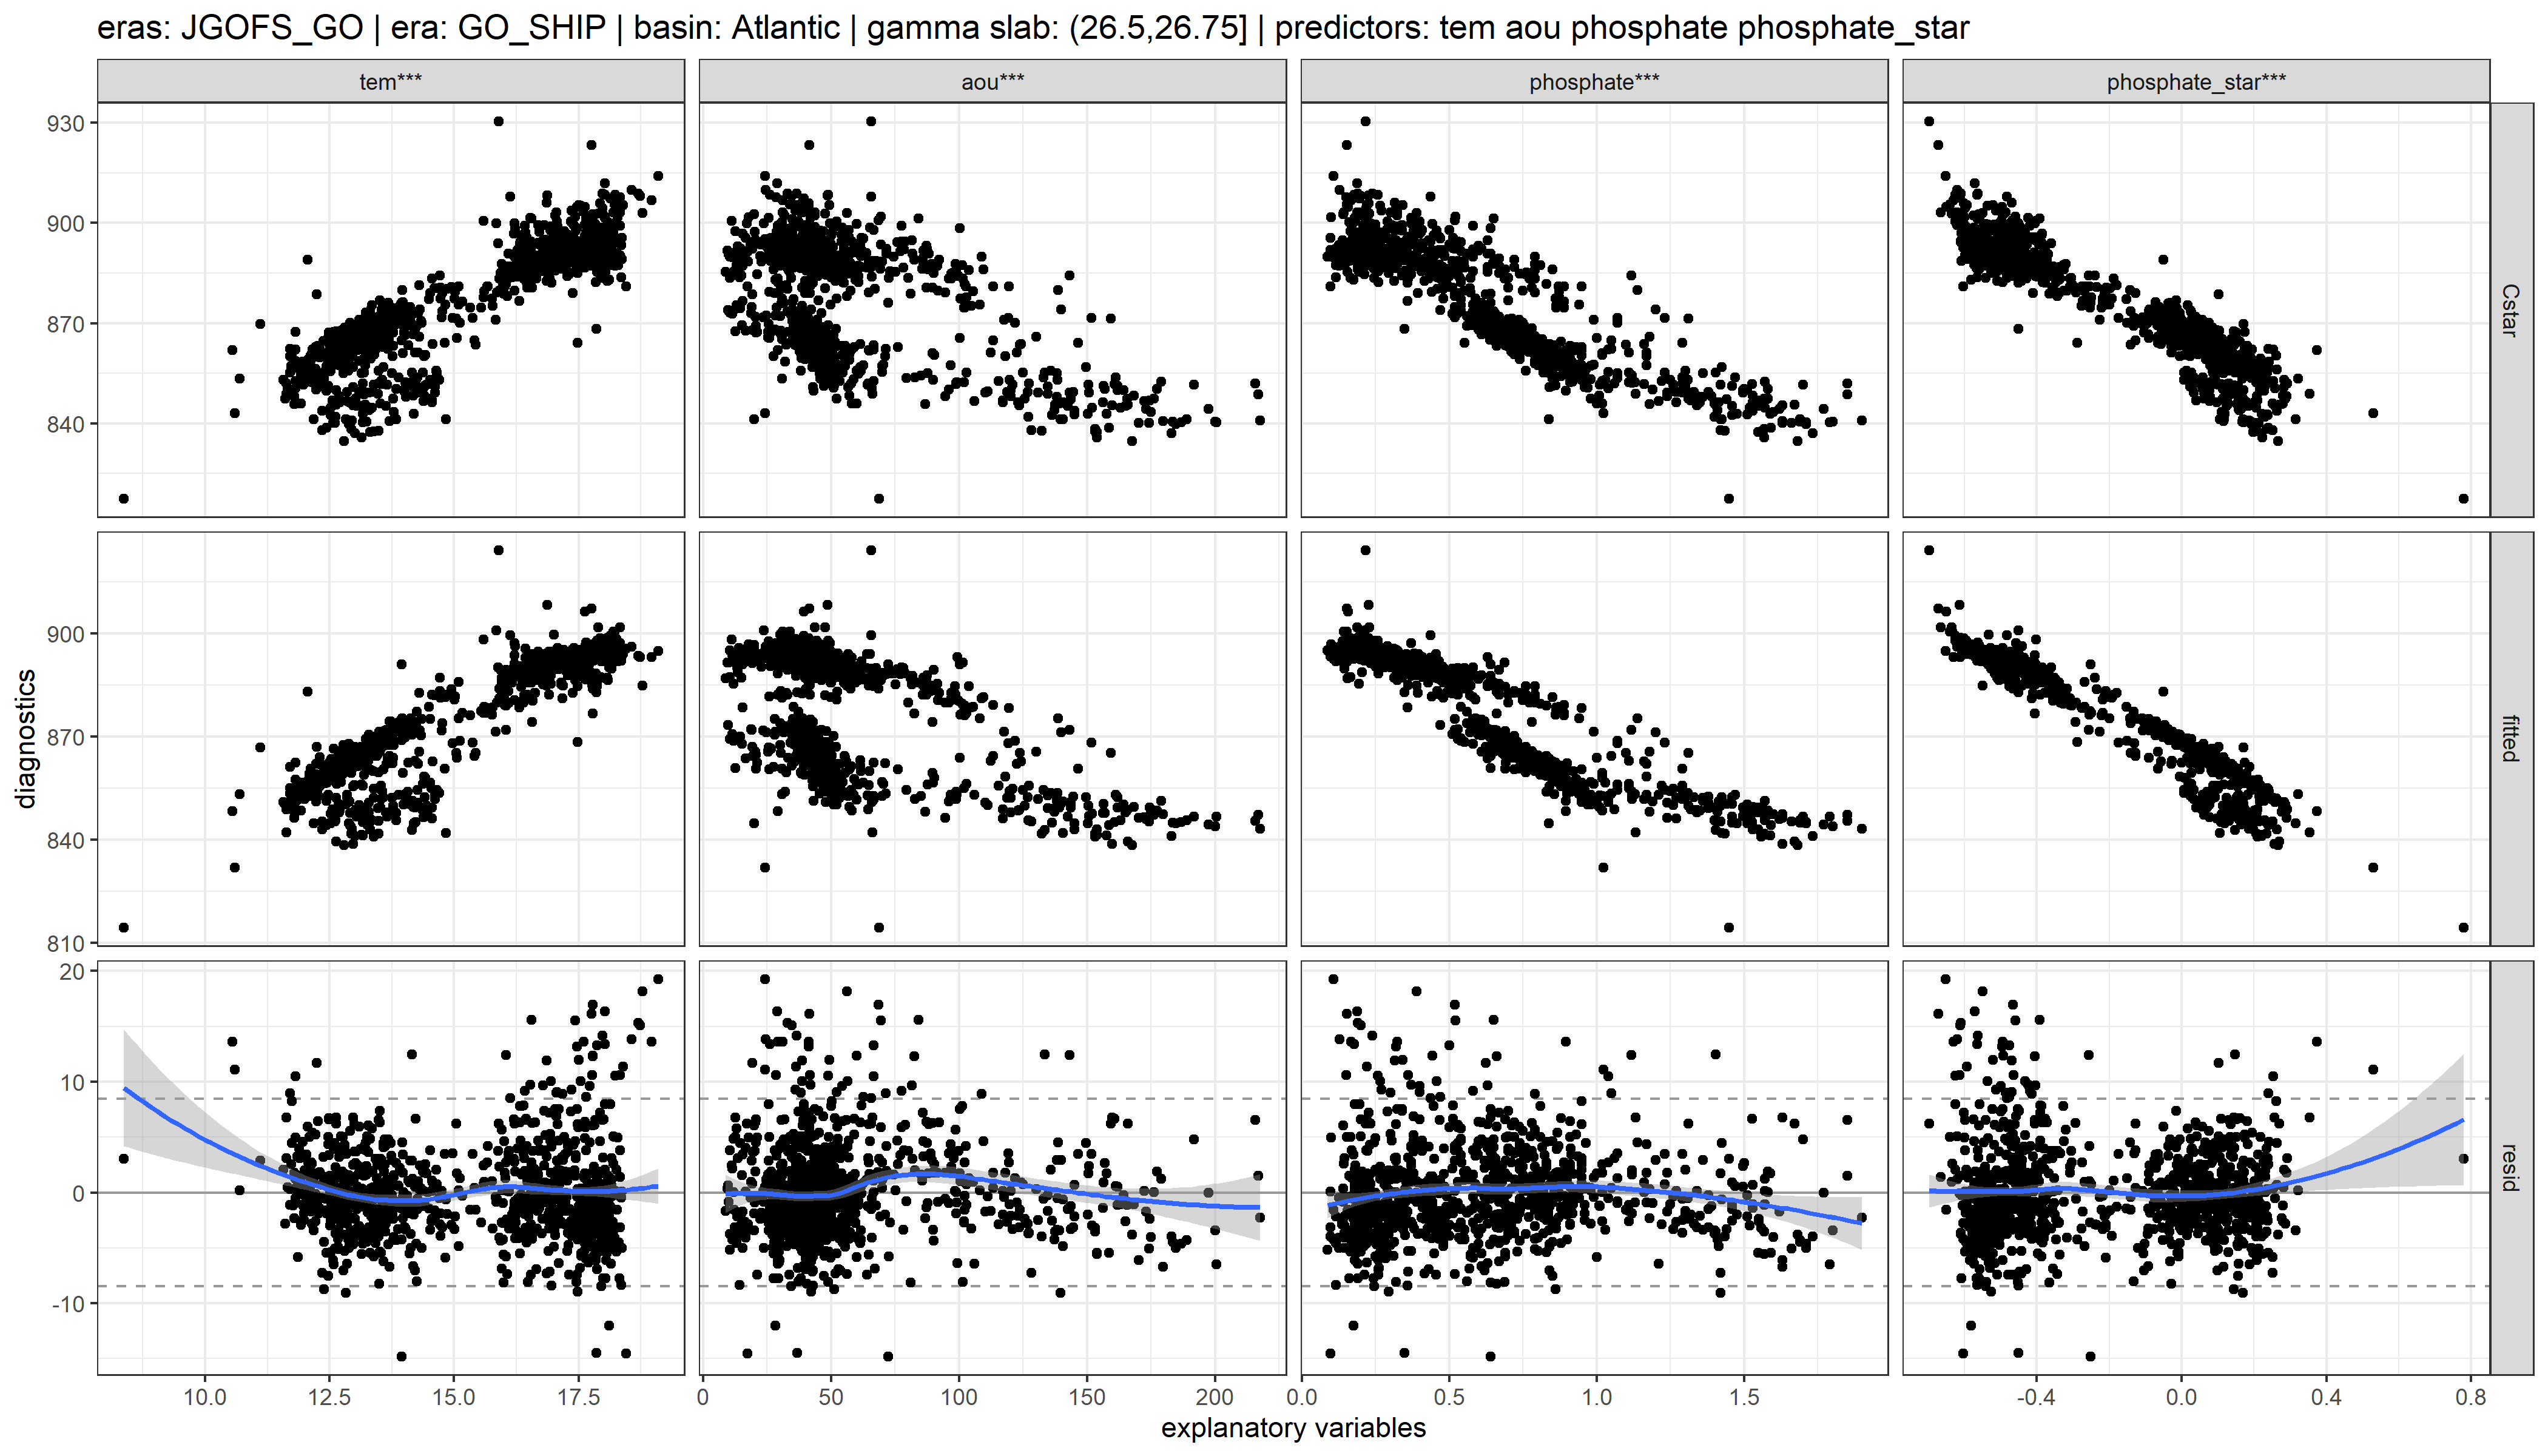 eras: JGOFS_GO | era: GO_SHIP | basin: Atlantic | gamma slab: (26.5,26.75] | predictors: tem aou phosphate phosphate_star
tem*** aou*** phosphate*** phosphate_star***
930
900
870
840
Cstar
900
870
840
810
fitted
diagnostics
20
10
0
-10
resid
10.0 12.5 15.0 17.5 0 50 100 150 200 0.0 0.5 1.0 1.5 -0.4 0.0 0.4 0.8
explanatory variables